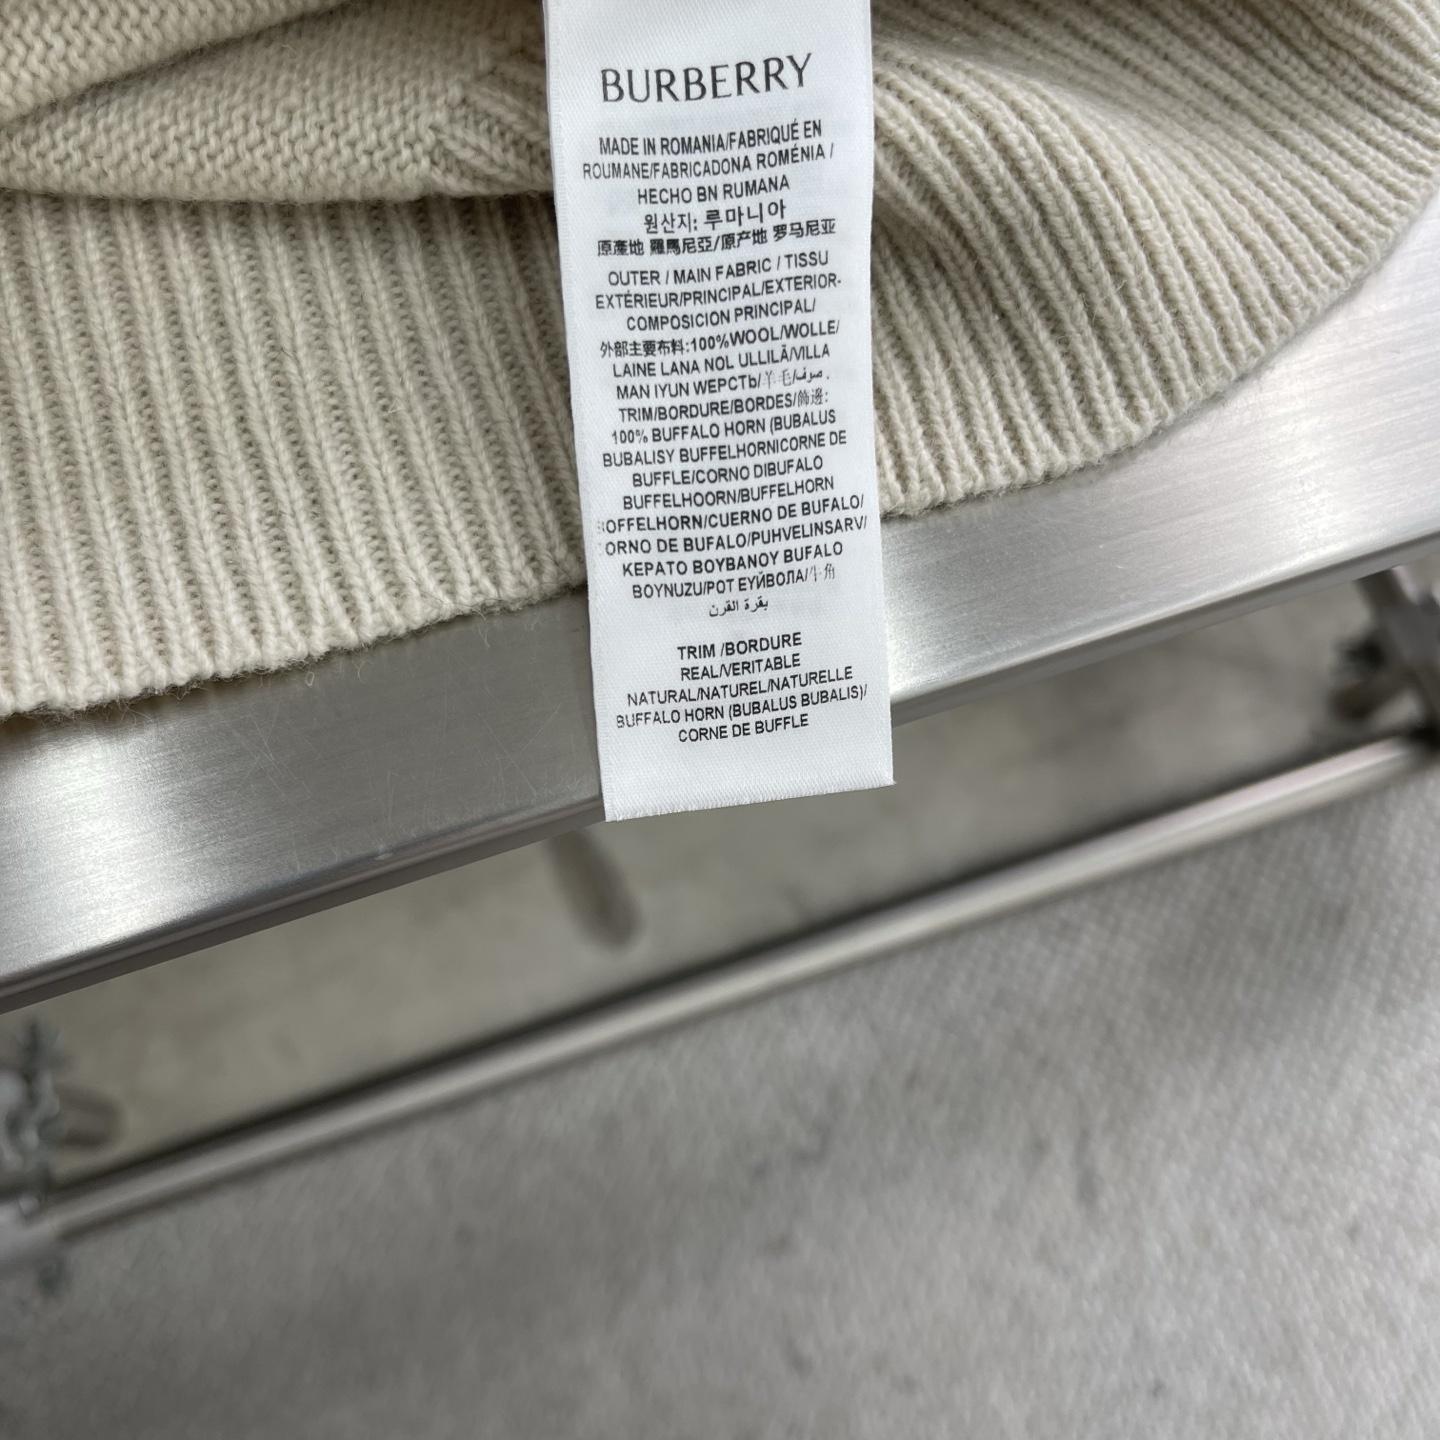 BURBERRY
MADE IN ROMANIA/FABRIQUÉ EN
ROUMANE/FABRICADONA ROMÉNIA /
HECHO BN RUMANA
원산지: 루마니아
原產地 羅馬尼亞/原产地 罗马尼亚
OUTER / MAIN FABRIC / TISSU
EXTÉRIEUR/PRINCIPAL/EXTERIOR-
COMPOSICION PRINCIPAL/
外部主要布料:100%WOOL/WOLLE/
LAINE LANA NOL ULLILÃ/VILLA
MAN IYUN WEPCTb/羊毛/صوف.
TRIM/BORDURE/BORDES/飾邊:
100% BUFFALO HORN (BUBALUS
BUBALISY BUFFELHORNICORNE DE
BUFFLE/CORNO DIBUFALO
BUFFELHOORN/BUFFELHORN
OFFELHORN/CUERNO DE BUFALO/
ORNO DE BUFALO/PUHVELINSARV/
KEPATO BOYBANOY BUFALO
BOYNUZU/POT ЕУЙВОЛА/牛角
بقرة القرن
TRIM /BORDURE
REAL/VERITABLE
NATURAL/NATUREL/NATURELLE
BUFFALO HORN (BUBALUS BUBALIS)/
CORNE DE BUFFLE